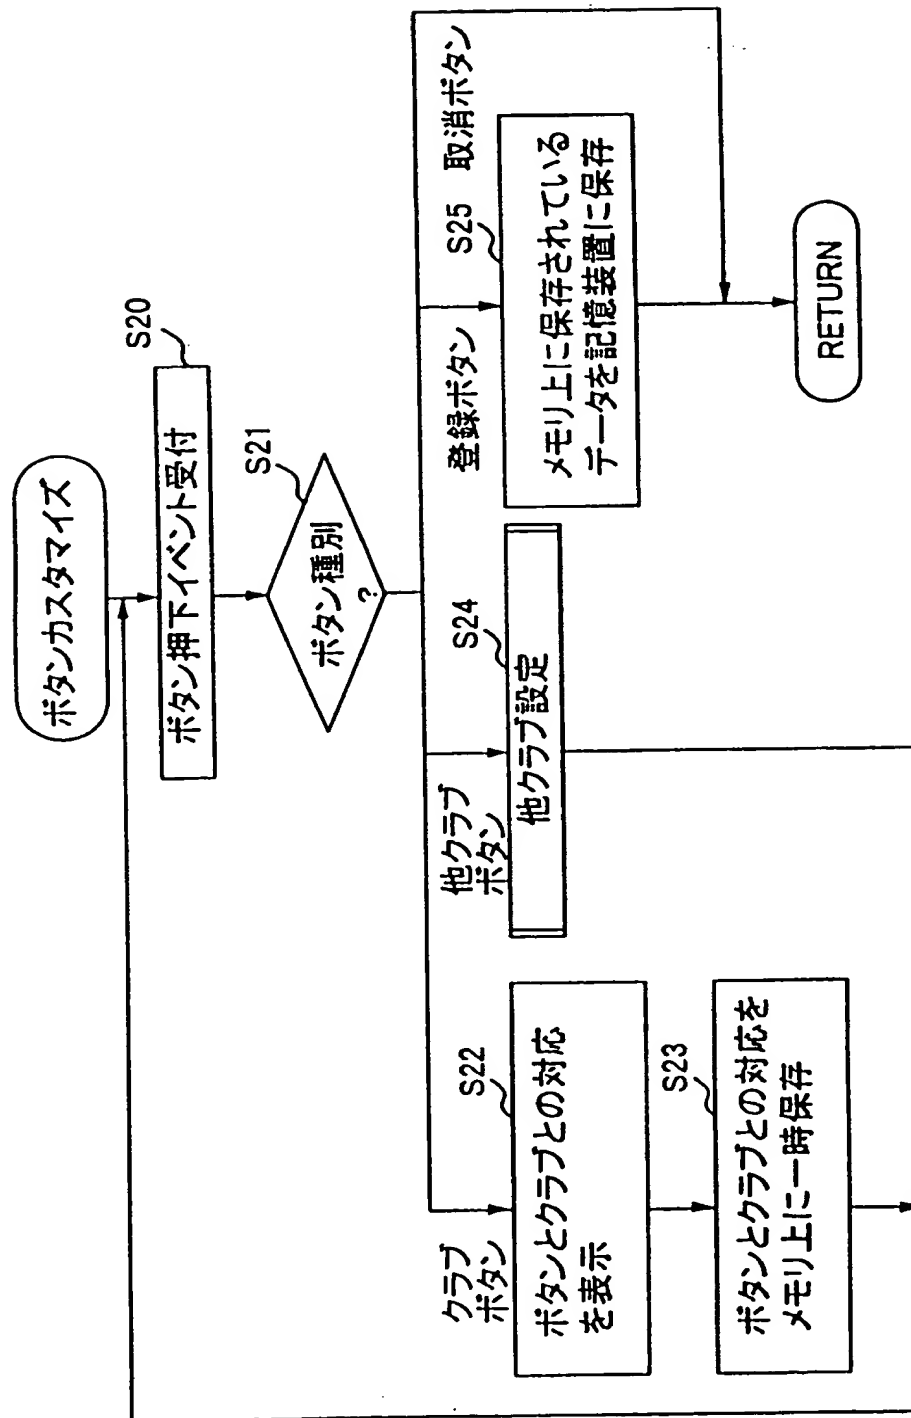 ボタンカスタマイズ
S20
ボタン押下イベント受付
S21
ボタン種別
?
クラブ
ボタン
S22
ボタンとクラブとの対応
を表示
S23
ボタンとクラブとの対応を
メモリ上に一時保存
他クラブ
ボタン
S24
他クラブ設定
登録ボタン
S25
メモリ上に保存されている
データを記憶装置に保存
取消ボタン
RETURN